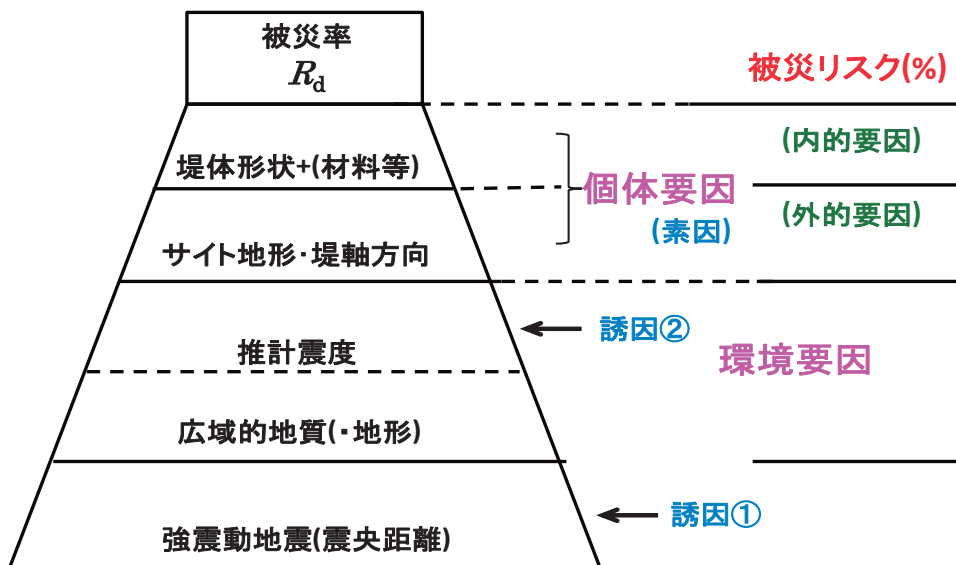 被災率
Rd
被災リスク(%)
(内的要因)
堤体形状+(材料等)
個体要因
(素因)
(外的要因)
サイト地形・堤軸方向
誘因②
推計震度
環境要因
広域的地質(・地形)
誘因①
強震動地震(震央距離)